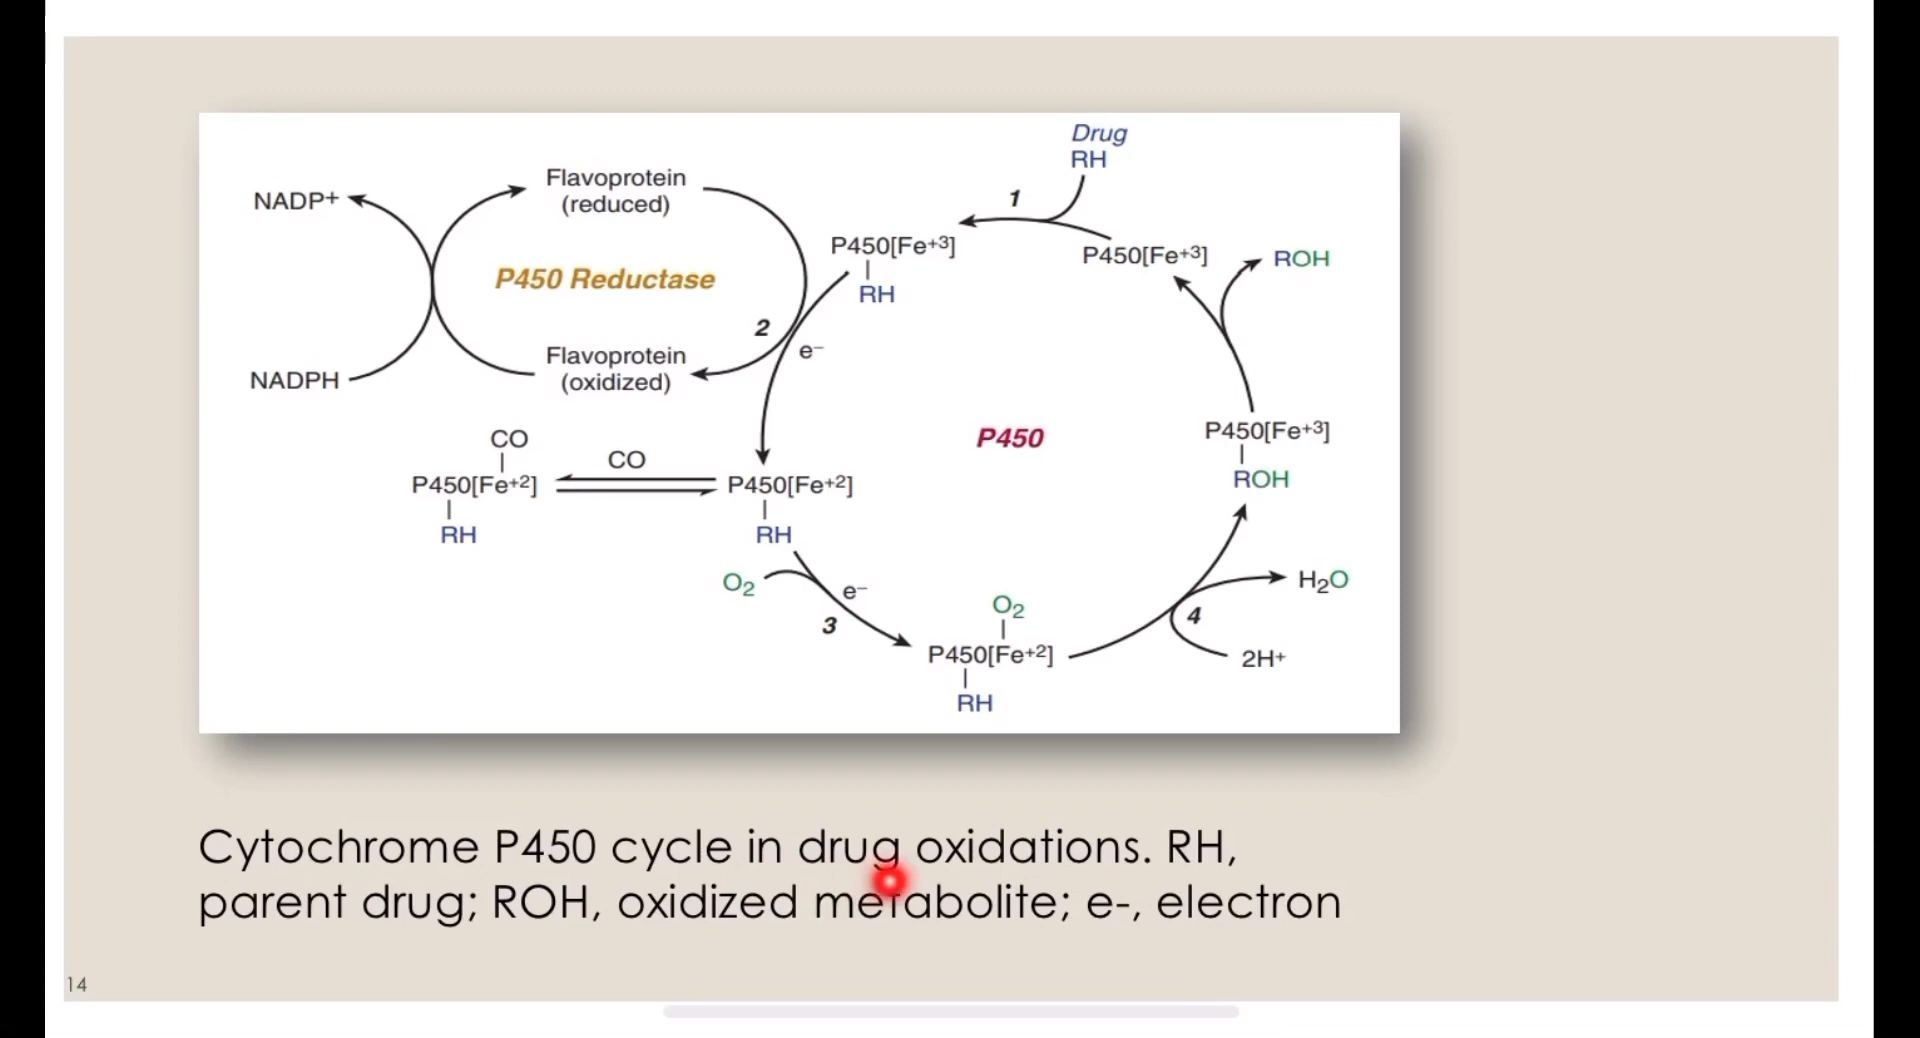 Drug
RH
1
NADP+
Flavoprotein
(reduced)
P450[Fe+3]
RH
P450[Fe+3]
ROH
P450 Reductase
2
e–
NADPH
Flavoprotein
(oxidized)
P450
P450[Fe+3]
ROH
CO
P450[Fe+2]
RH
CO
P450[Fe+2]
RH
O2
e–
3
O2
P450[Fe+2]
RH
4
H2O
2H+
Cytochrome P450 cycle in drug oxidations. RH,
parent drug; ROH, oxidized metabolite; e-, electron
14